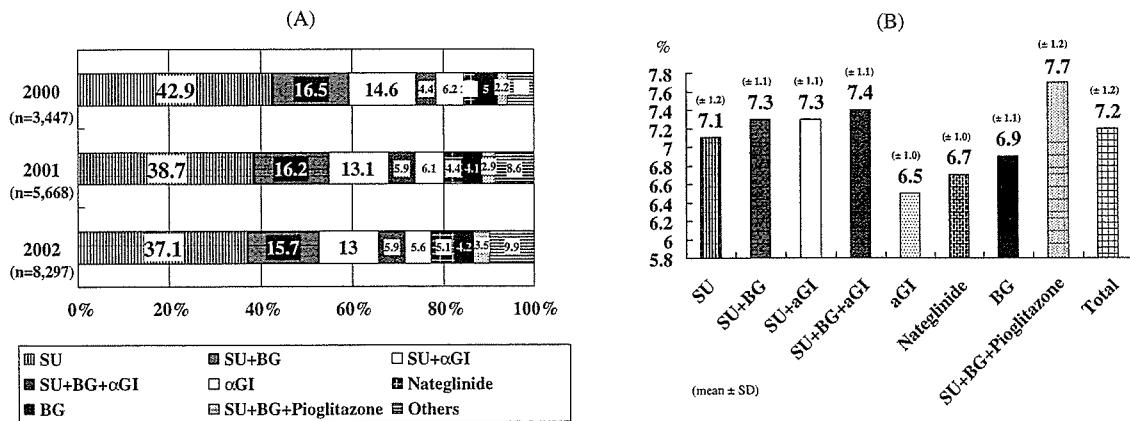 (A)
2000
(n=3,447)
42.9 16.5 14.6 4.4 6.2 5 2.2
2001
(n=5,668)
38.7 16.2 13.1 5.9 6.1 4.4 4.1 2.9 8.6
2002
(n=8,297)
37.1 15.7 13 5.9 5.6 5.1 4.2 3.5 9.9
0% 20% 40% 60% 80% 100%
SU SU+BG SU+αGI
SU+BG+αGI αGI Nateglinide
BG SU+BG+Pioglitazone Others
(B)
%
7.8
7.6
7.4
7.2
7
6.8
6.6
6.4
6.2
6
5.8
(± 1.2) (± 1.1) (± 1.1) (± 1.1) (± 1.0) (± 1.0) (± 1.1) (± 1.2) (± 1.2)
7.1 7.3 7.3 7.4 6.5 6.7 6.9 7.7 7.2
SU
SU+BG
SU+aGI
SU+BG+aGI
aGI
Nateglinide
BG
SU+BG+Pioglitazone
Total
(mean ± SD)